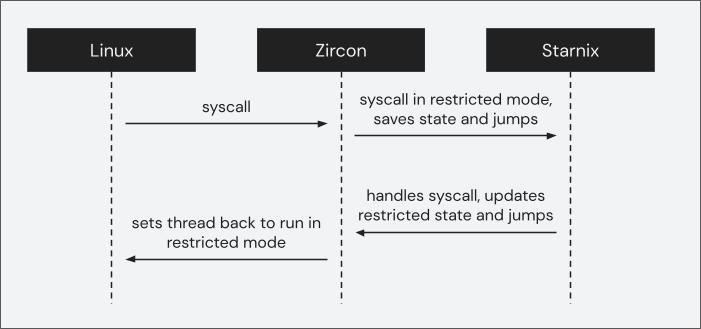 Linux
Zircon
Starnix
syscall
syscall in restricted mode,
saves state and jumps
handles syscall, updates
restricted state and jumps
sets thread back to run in
restricted mode